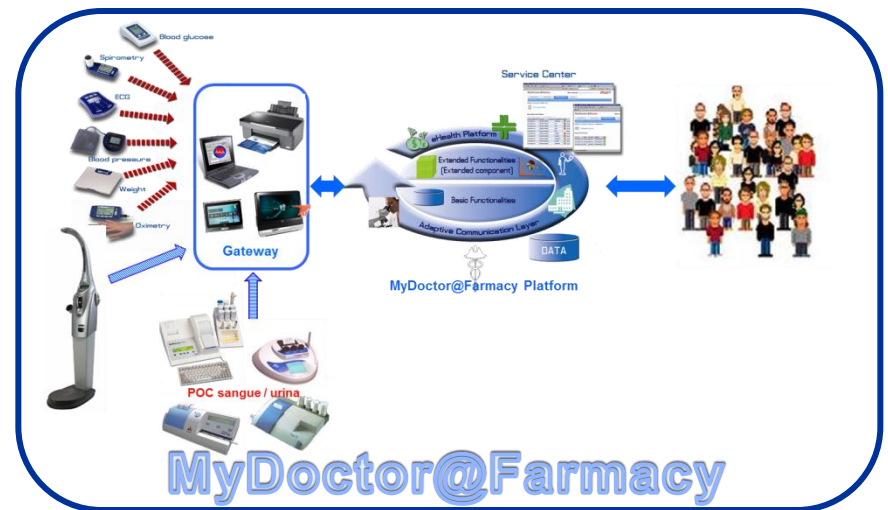 Blood glucose
Spirometry
ECG
Blood pressure
Weight
Oximetry
Gateway
POC sangue / urina
Service Center
eHealth Platform
Extended Functionalities
(Extended component)
Basic Functionalities
Adaptive Communication Layer
DATA
MyDoctor@Farmacy Platform
MyDoctor@Farmacy